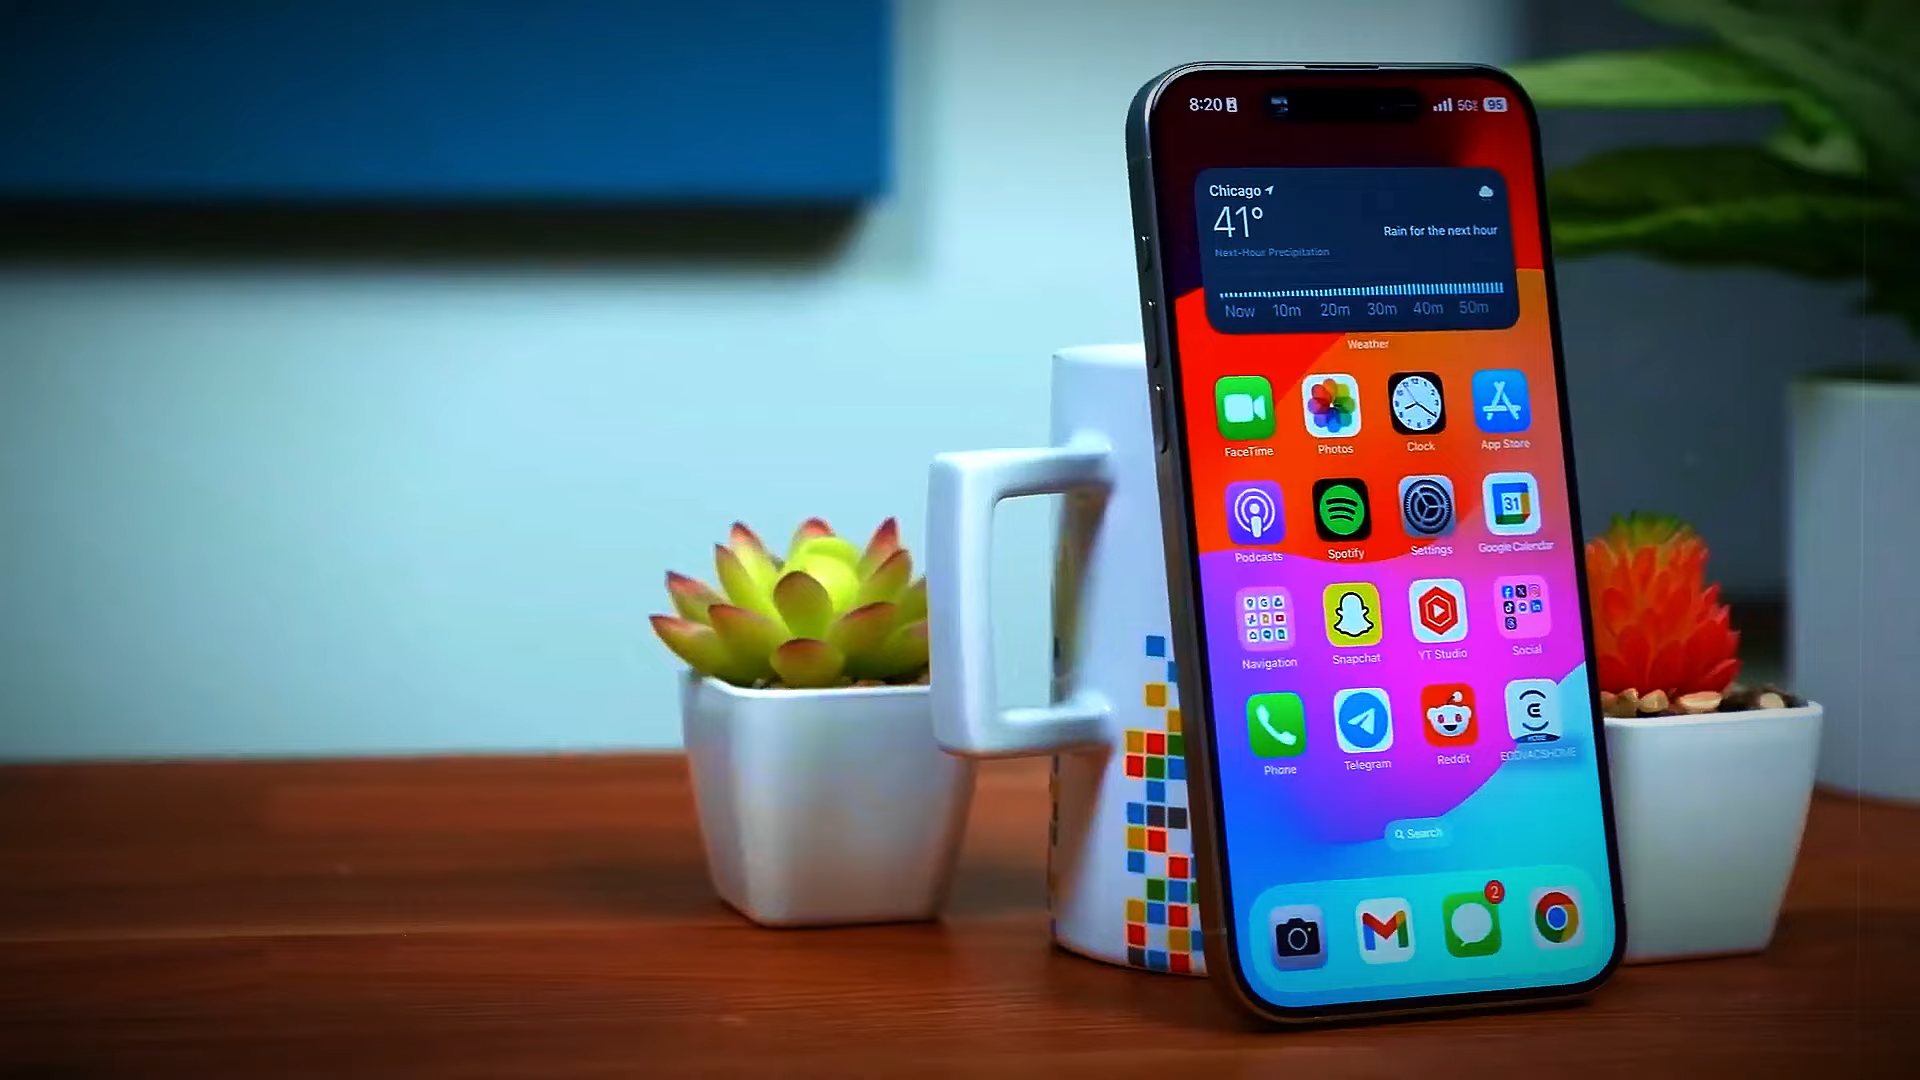 8:20
5G 95
Chicago
41°
Rain for the next hour
Next-Hour Precipitation
Now 10m 20m 30m 40m 50m
Weather
FaceTime Photos Clock App Store
31
Podcasts Spotify Settings Google Calendar
Navigation Snapchat YT Studio Social
Phone Telegram Reddit ECOVACSHOME
Search
2